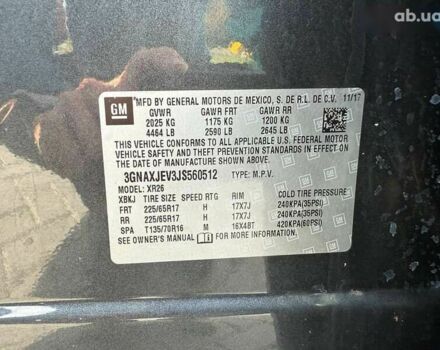 ab.ua
GM
MFD BY GENERAL MOTORS DE MEXICO, S. DE R.L. DE C.V. 11/17
GVWR GAWR FRT GAWR RR
2025 KG 1175 KG 1200 KG
4464 LB 2590 LB 2645 LB
THIS VEHICLE CONFORMS TO ALL APPLICABLE U.S. FEDERAL MOTOR
VEHICLE SAFETY, BUMPER, AND THEFT PREVENTION STANDARDS IN
EFFECT ON THE DATE OF MANUFACTURE SHOWN ABOVE.
3GNAXJEV3JS560512 TYPE: M.P.V.
MODEL: XR26
XBKJ TIRE SIZE SPEED RTG RIM COLD TIRE PRESSURE
FRT 225/65R17 H 17X7J 240KPA(35PSI)
RR 225/65R17 H 17X7J 240KPA(35PSI)
SPA T135/70R16 M 16X4BT 420KPA(60PSI)
SEE OWNER'S MANUAL FOR MORE INFORMATION.